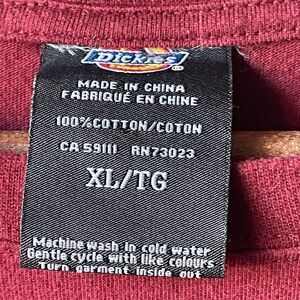 Dickies
MADE IN CHINA
FABRIQUÉ EN CHINE
100%COTTON/COTON
CA 59111 RN73023
XL/TG
Machine wash in cold water
Gentle cycle with like colours
Turn garment inside out